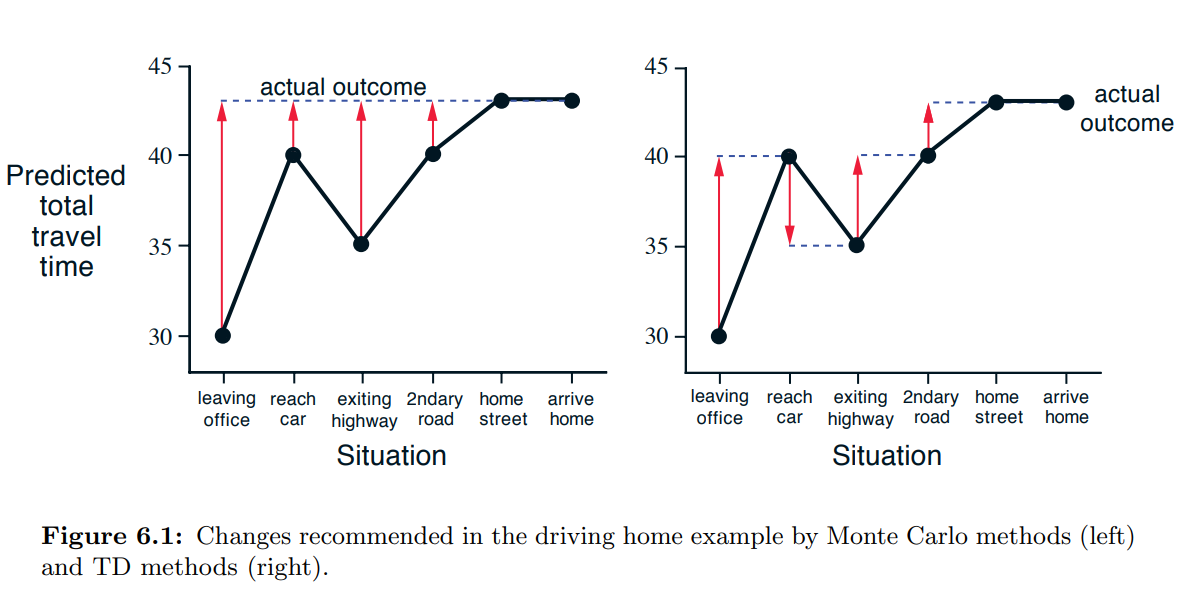 Predicted
total
travel
time
45
40
35
30
actual outcome
leaving office
reach car
exiting highway
2ndary road
home street
arrive home
Situation
45
40
35
30
actual
outcome
leaving office
reach car
exiting highway
2ndary road
home street
arrive home
Situation
Figure 6.1: Changes recommended in the driving home example by Monte Carlo methods (left)
and TD methods (right).